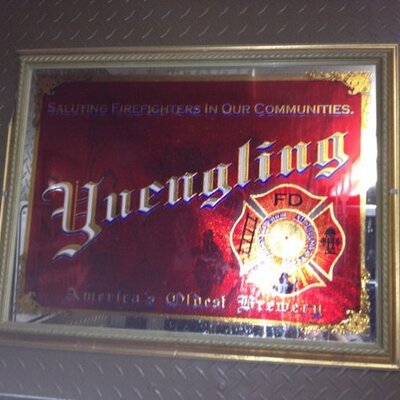 SALUTING FIREFIGHTERS IN OUR COMMUNITIES.
Yuengling
FD
America's Oldest Brewery